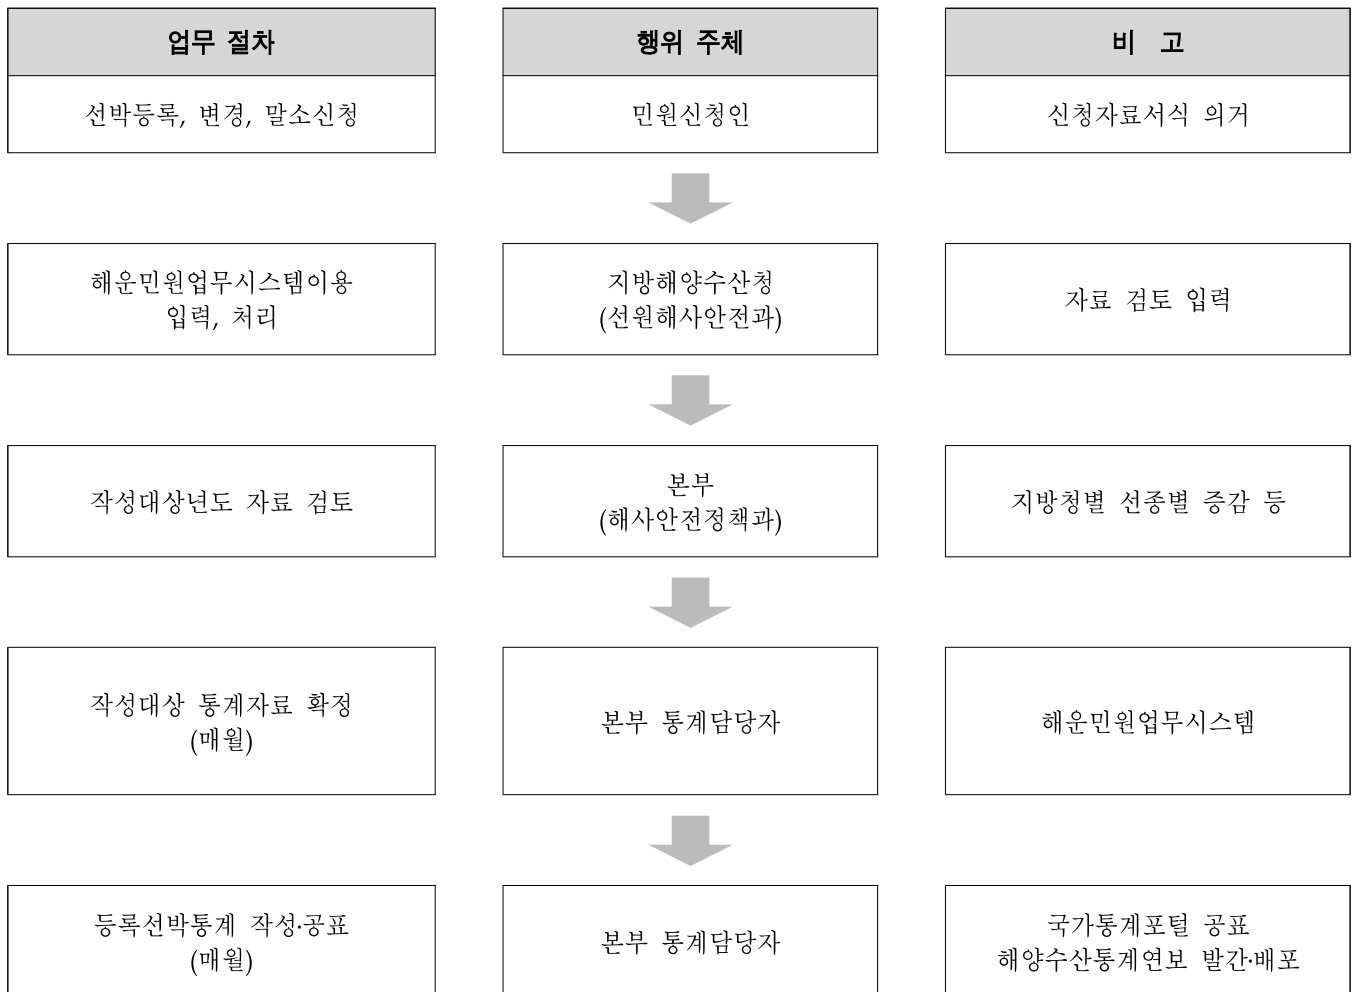 업무 절차
행위 주체
비 고
선박등록, 변경, 말소신청
민원신청인
신청자료서식 의거
해운민원업무시스템이용
입력, 처리
지방해양수산청
(선원해사안전과)
자료 검토 입력
작성대상년도 자료 검토
본부
(해사안전정책과)
지방청별 선종별 증감 등
작성대상 통계자료 확정
(매월)
본부 통계담당자
해운민원업무시스템
등록선박통계 작성·공표
(매월)
본부 통계담당자
국가통계포털 공표
해양수산통계연보 발간·배포